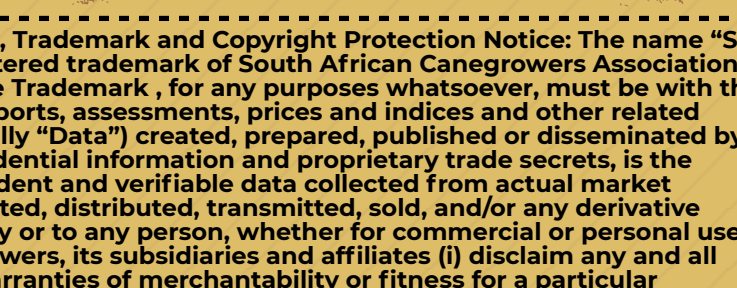 , Trademark and Copyright Protection Notice: The name “S
tered trademark of South African Canegrowers Association
e Trademark , for any purposes whatsoever, must be with th
ports, assessments, prices and indices and other related
lly “Data”) created, prepared, published or disseminated by
dential information and proprietary trade secrets, is the
dent and verifiable data collected from actual market
ted, distributed, transmitted, sold, and/or any derivative
y or to any person, whether for commercial or personal use
wers, its subsidiaries and affiliates (i) disclaim any and all
arranties of merchantability or fitness for a particular